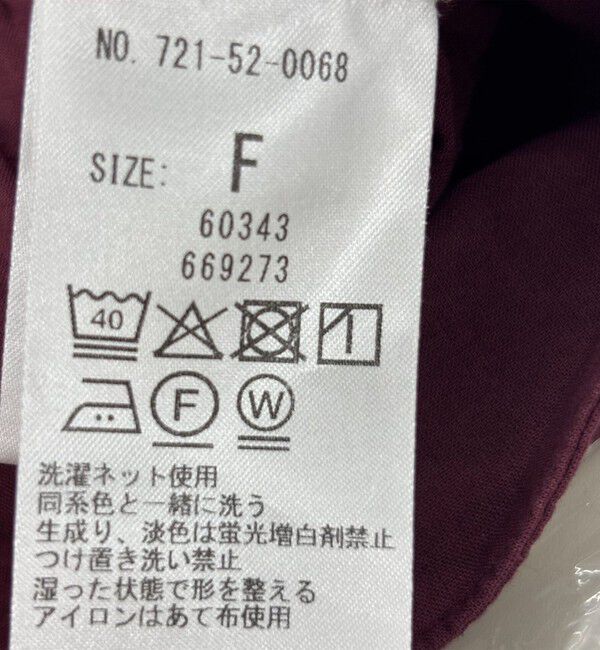 NO. 721-52-0068
SIZE: F
60343
669273
40
F W
洗濯ネット使用
同系色と一緒に洗う
生成り、淡色は蛍光増白剤禁止
つけ置き洗い禁止
湿った状態で形を整える
アイロンはあて布使用